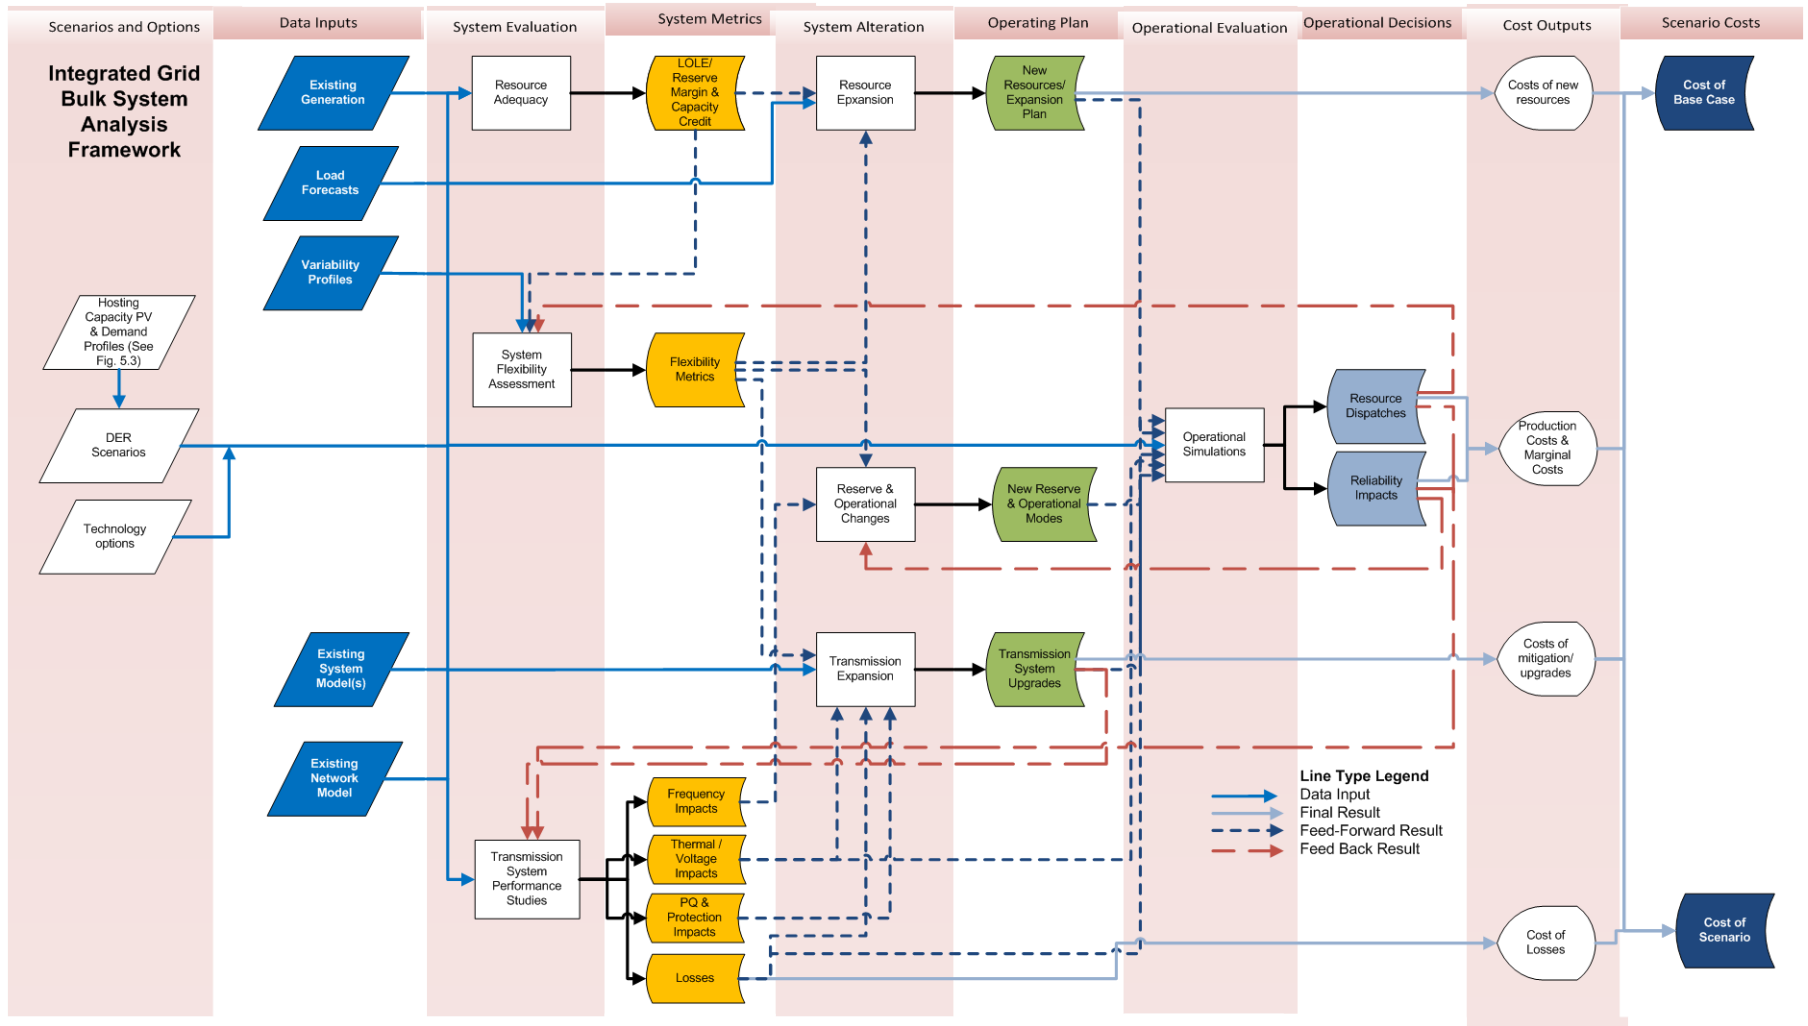 Scenarios and Options
Data Inputs
System Evaluation
System Metrics
System Alteration
Operating Plan
Operational Evaluation
Operational Decisions
Cost Outputs
Scenario Costs
Integrated Grid
Bulk System
Analysis
Framework
Existing
Generation
Resource
Adequacy
LOLE/
Reserve
Margin &
Capacity
Credit
Resource
Epxansion
New
Resources/
Expansion
Plan
Costs of new
resources
Cost of
Base Case
Load
Forecasts
Variability
Profiles
Hosting
Capacity PV
& Demand
Profiles (See
Fig. 5.3)
System
Flexibility
Assessment
Flexibility
Metrics
Resource
Dispatches
DER
Scenarios
Operational
Simulations
Production
Costs &
Marginal
Costs
Reliability
Impacts
Technology
options
Reserve &
Operational
Changes
New Reserve
& Operational
Modes
Existing
System
Model(s)
Transmission
Expansion
Transmission
System
Upgrades
Costs of
mitigation/
upgrades
Existing
Network
Model
Line Type Legend
Data Input
Final Result
Feed-Forward Result
Feed Back Result
Frequency
Impacts
Transmission
System
Performance
Studies
Thermal /
Voltage
Impacts
PQ &
Protection
Impacts
Losses
Cost of
Losses
Cost of
Scenario